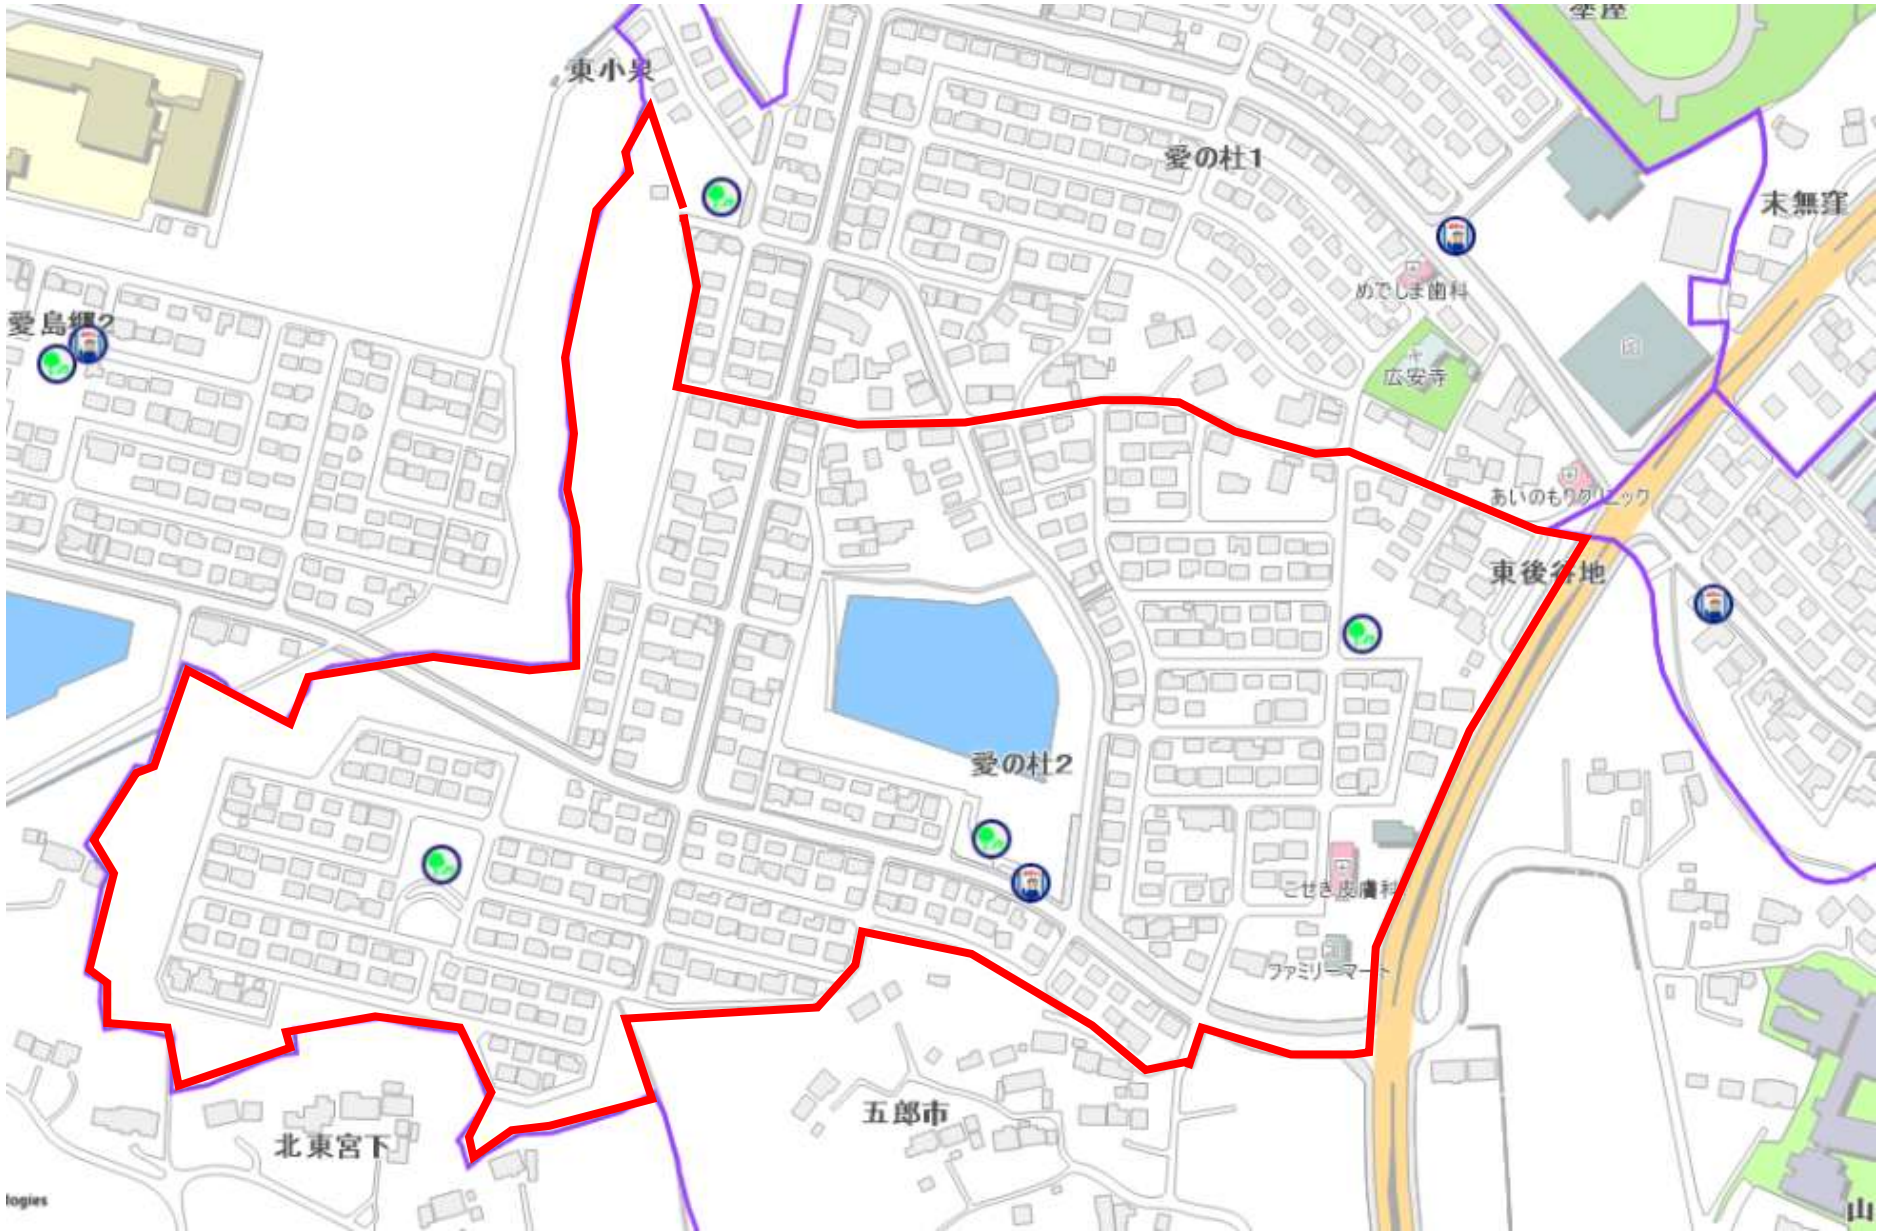 東小泉
愛の杜1
末無窪
めでしま歯科
愛島郷2
広安寺
あいのもりクリニック
東後谷地
愛の杜2
こせき皮膚科
ファミリーマート
五郎市
北東宮下
logies
山